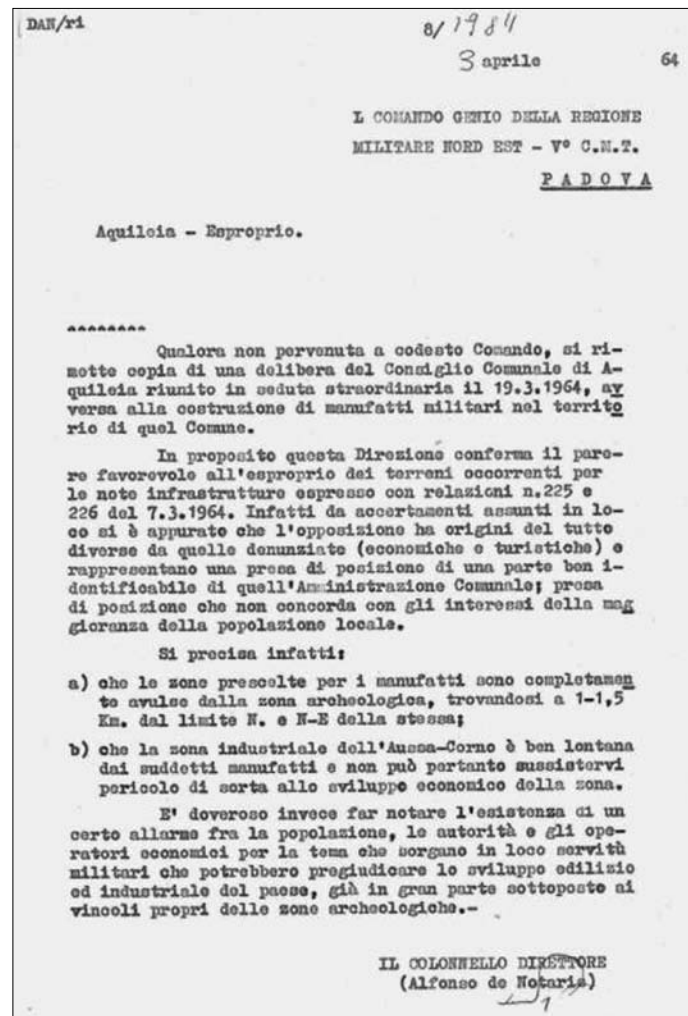 DAN/ri
8/ 1984
3 aprile 64
L COMANDO GENIO DELLA REGIONE
MILITARE NORD EST - V° C.M.T.
PADOVA
Aquileia - Esproprio.
^^^^^^^^
Qualora non pervenuta a codesto Comando, si ri-
mette copia di una delibera del Consiglio Comunale di A-
quileia riunito in seduta straordinaria il 19.3.1964, av
versa alla costruzione di manufatti militari nel territo
rio di quel Comune.
In proposito questa Direzione conferma il pare-
re favorevole all'esproprio dei terreni occorrenti per
le note infrastrutture espresso con relazioni n.225 e
226 del 7.3.1964. Infatti da accertamenti assunti in lo-
co si è appurato che l'opposizione ha origini del tutto
diverse da quelle denunziate (economiche e turistiche) e
rappresentano una presa di posizione di una parte ben i-
dentificabile di quell'Amministrazione Comunale; presa
di posizione che non concorda con gli interessi della mag
gioranza della popolazione locale.
Si precisa infatti:
a) che le zone prescelte per i manufatti sono completamen
te avulse dalla zona archeologica, trovandosi a 1-1,5
Km. dal limite N. e N-E della stessa;
b) che la zona industriale dell'Aussa-Corno è ben lontana
dai suddetti manufatti e non può pertanto sussistervi
pericolo di sorta allo sviluppo economico della zona.
E' doveroso invece far notare l'esistenza di un
certo allarme fra la popolazione, le autorità e gli ope-
ratori economici per la tema che sorgano in loco servitù
militari che potrebbero pregiudicare lo sviluppo edilizio
ed industriale del paese, già in gran parte sottoposto ai
vincoli propri delle zone archeologiche.-
IL COLONNELLO DIRETTORE
(Alfonso de Notaris)